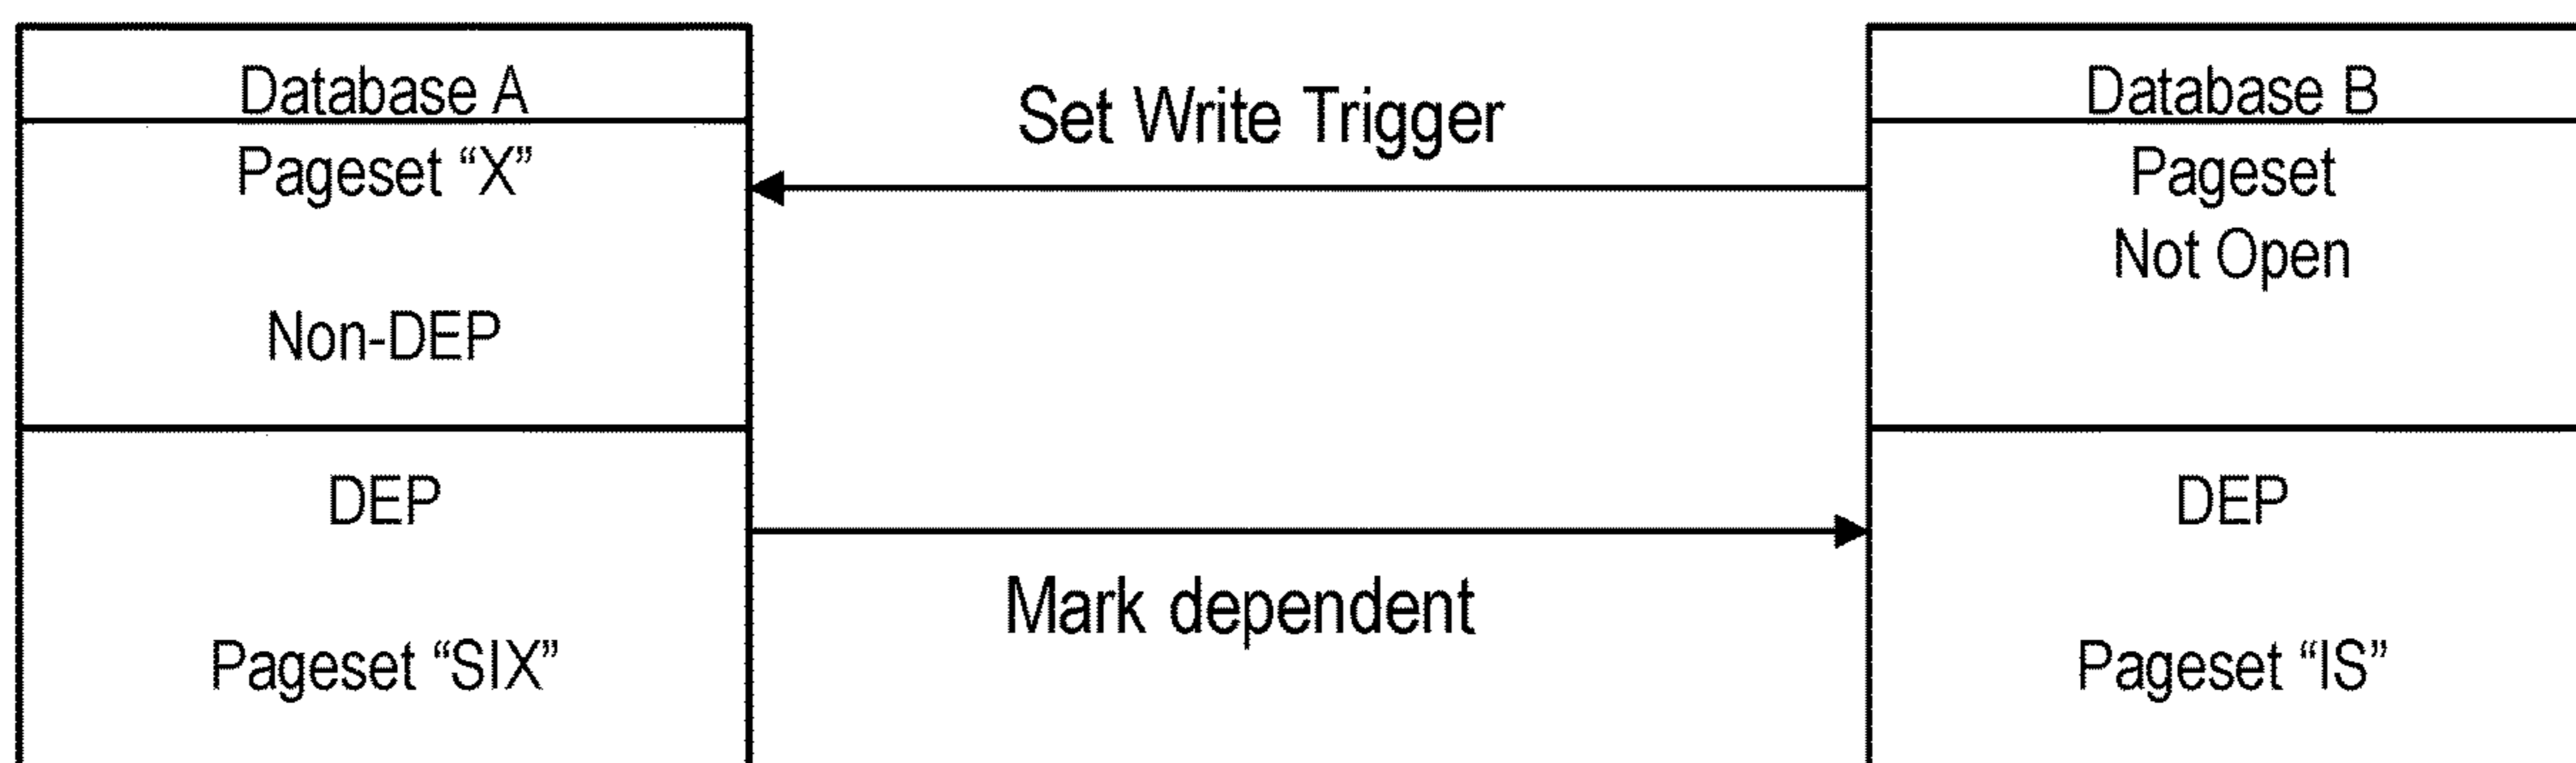 Database A
Pageset “X”
Non-DEP
DEP
Pageset “SIX”
Set Write Trigger
Mark dependent
Database B
Pageset
Not Open
DEP
Pageset “IS”